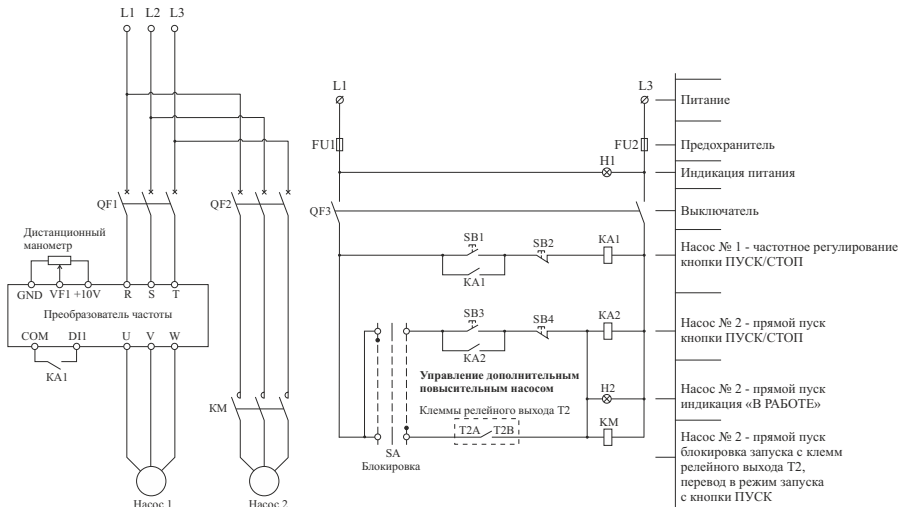 L1 L2 L3
QF1
QF2
Дистанционный
манометр
GND VF1 +10V R S T
Преобразователь частоты
COM DI1 U V W
KA1
KM
Насос 1
Насос 2
L1
L3
FU1
FU2
H1
QF3
SB1
SB2
KA1
KA1
SB3
SB4
KA2
KA2
Управление дополнительным
повысительным насосом
H2
Клеммы релейного выхода Т2
T2A T2B
KM
SA
Блокировка
Питание
Предохранитель
Индикация питания
Выключатель
Насос № 1 - частотное регулирование
кнопки ПУСК/СТОП
Насос № 2 - прямой пуск
кнопки ПУСК/СТОП
Насос № 2 - прямой пуск
индикация «В РАБОТЕ»
Насос № 2 - прямой пуск
блокировка запуска с клемм
релейного выхода Т2,
перевод в режим запуска
с кнопки ПУСК